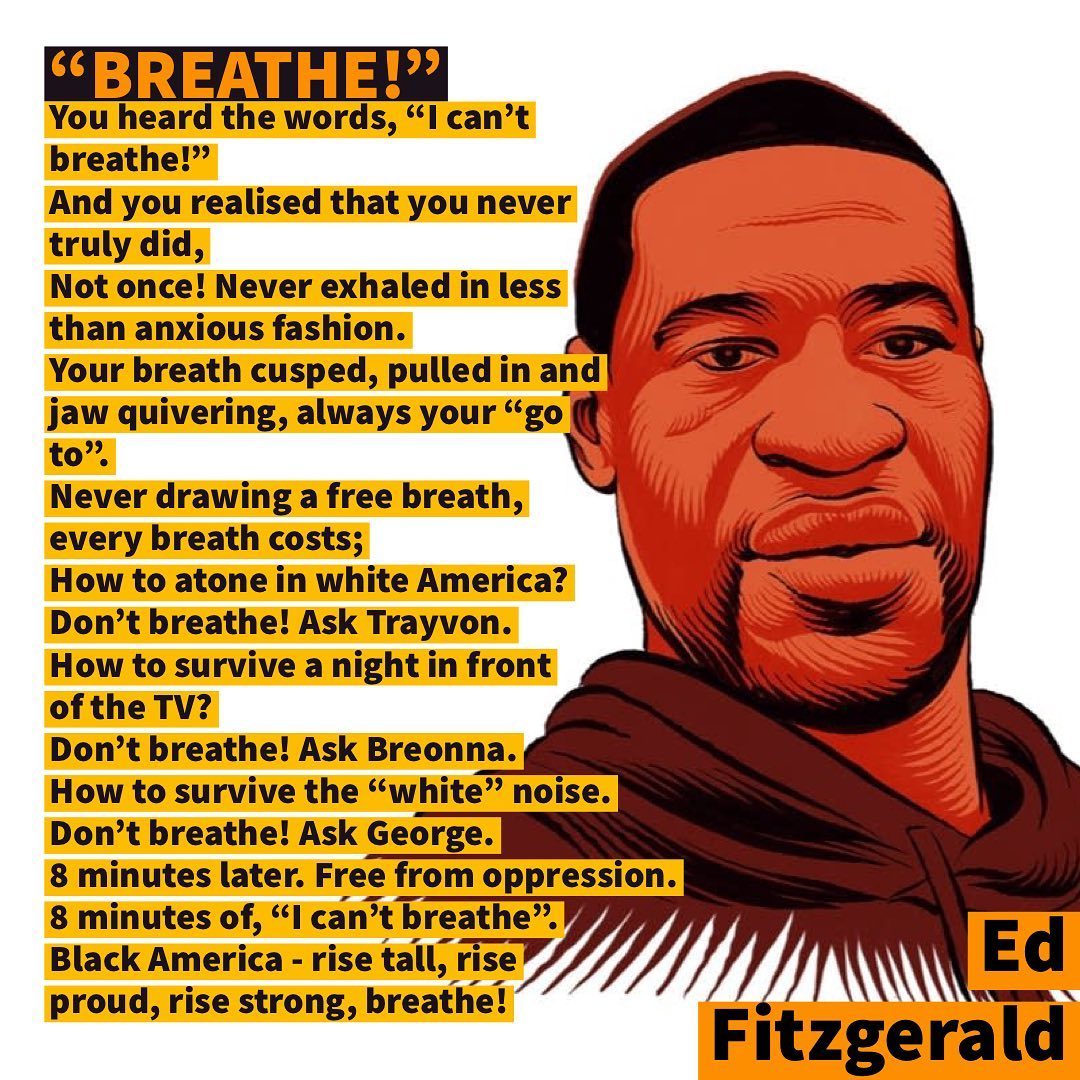 “BREATHE!”
You heard the words, “I can’t
breathe!”
And you realised that you never
truly did,
Not once! Never exhaled in less
than anxious fashion.
Your breath cusped, pulled in and
jaw quivering, always your “go
to”.
Never drawing a free breath,
every breath costs;
How to atone in white America?
Don’t breathe! Ask Trayvon.
How to survive a night in front
of the TV?
Don’t breathe! Ask Breonna.
How to survive the “white” noise.
Don’t breathe! Ask George.
8 minutes later. Free from oppression.
8 minutes of, “I can’t breathe”.
Black America - rise tall, rise
proud, rise strong, breathe!
Ed
Fitzgerald